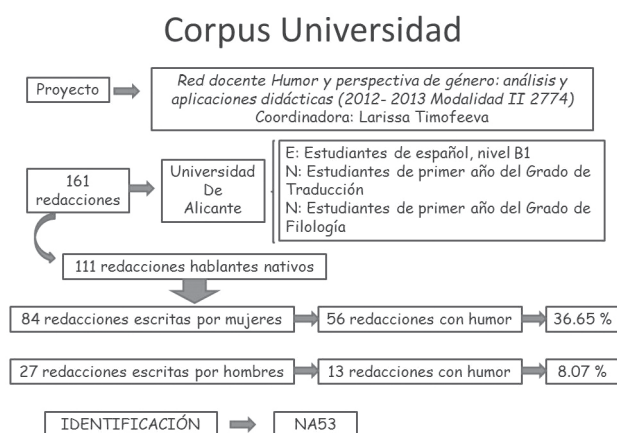 Corpus Universidad
Proyecto
Red docente Humor y perspectiva de género: análisis y
aplicaciones didácticas (2012- 2013 Modalidad II 2774)
Coordinadora: Larissa Timofeeva
161
redacciones
Universidad
De
Alicante
E: Estudiantes de español, nivel B1
N: Estudiantes de primer año del Grado de
Traducción
N: Estudiantes de primer año del Grado de
Filología
111 redacciones hablantes nativos
84 redacciones escritas por mujeres
56 redacciones con humor
36.65 %
27 redacciones escritas por hombres
13 redacciones con humor
8.07 %
IDENTIFICACIÓN
NA53